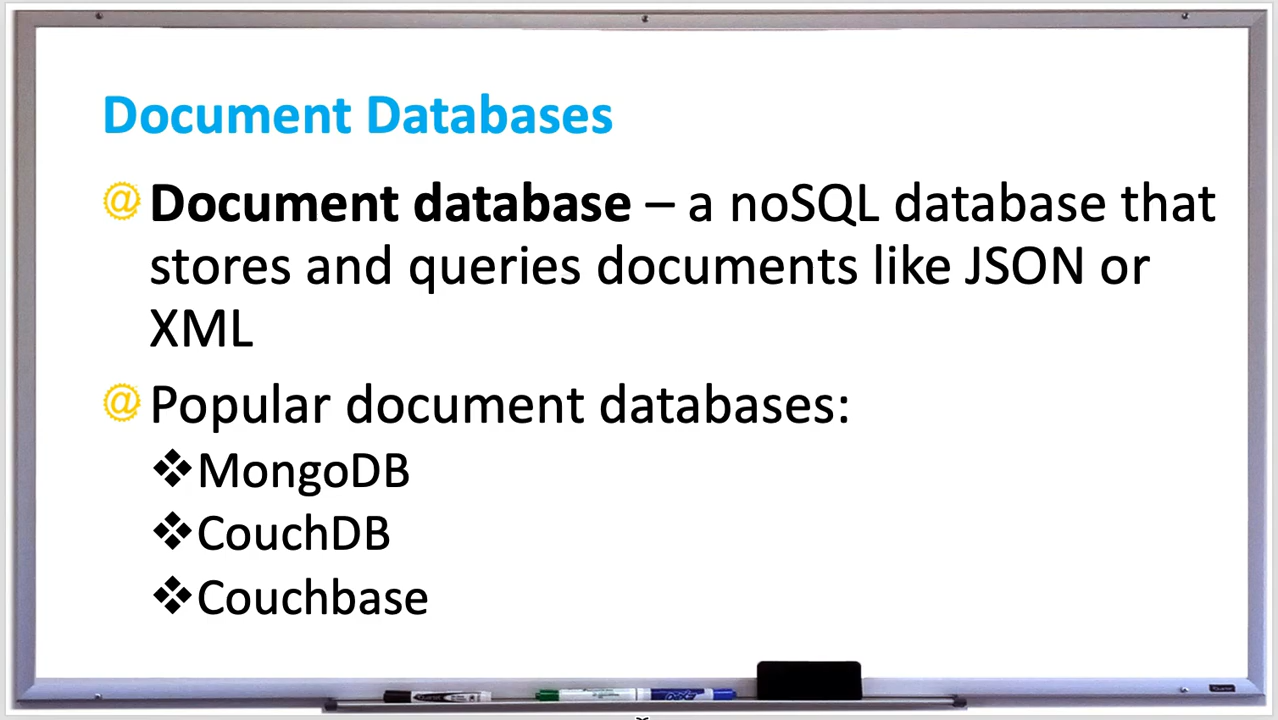 Document Databases
@ Document database – a noSQL database that
stores and queries documents like JSON or
XML
@ Popular document databases:
❖MongoDB
❖CouchDB
❖Couchbase